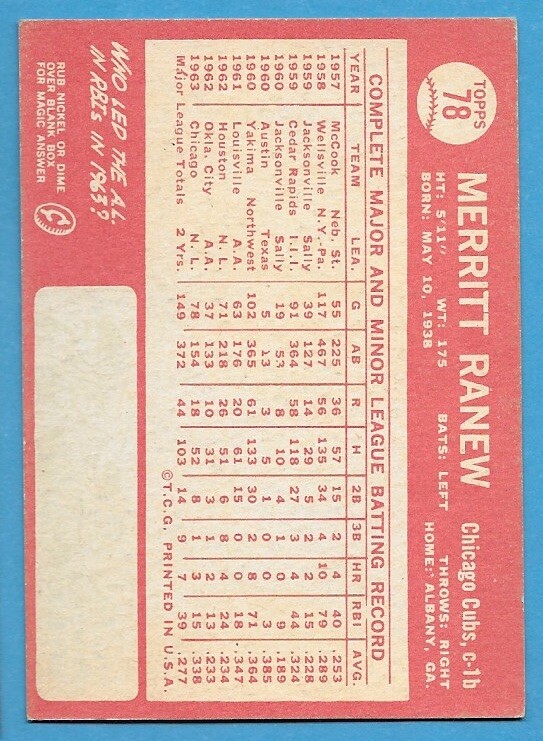 TOPPS
78
MERRITT RANEW Chicago Cubs, c-1b
HT: 5'11" WT: 175 BATS: LEFT THROWS: RIGHT
BORN: MAY 10, 1938 HOME: ALBANY, GA.
COMPLETE MAJOR AND MINOR LEAGUE BATTING RECORD
YEAR TEAM LEA. G AB R H 2B 3B HR RBI AVG.
1957 McCook Neb. St. 55 225 36 57 15 2 4 40 .253
1958 Wellsville N.Y.-Pa. 117 467 56 135 34 4 10 79 .289
1959 Jacksonville Sally 39 127 14 29 5 2 2 15 .228
1959 Cedar Rapids I.I.I. 91 364 58 118 27 3 4 44 .324
1960 Jacksonville Sally 19 53 8 10 4 1 0 9 .189
1960 Austin Texas 5 13 3 5 1 0 0 3 .385
1960 Yakima Northwest 102 365 61 133 30 2 8 71 .364
1961 Louisville A.A. 63 176 20 61 15 0 0 18 .347
1962 Houston N. L. 71 218 26 51 6 8 4 24 .234
1962 Okla. City A.A. 37 133 10 31 3 1 2 13 .233
1963 Chicago N. L. 78 154 18 52 8 1 3 15 .338
Major League Totals 2 Yrs. 149 372 44 103 14 9 7 39 .277
©T.C.G. PRINTED IN U.S.A.
WHO LED THE A.L.
IN RBI'S IN 1963?
RUB NICKEL OR DIME
OVER BLANK BOX
FOR MAGIC ANSWER